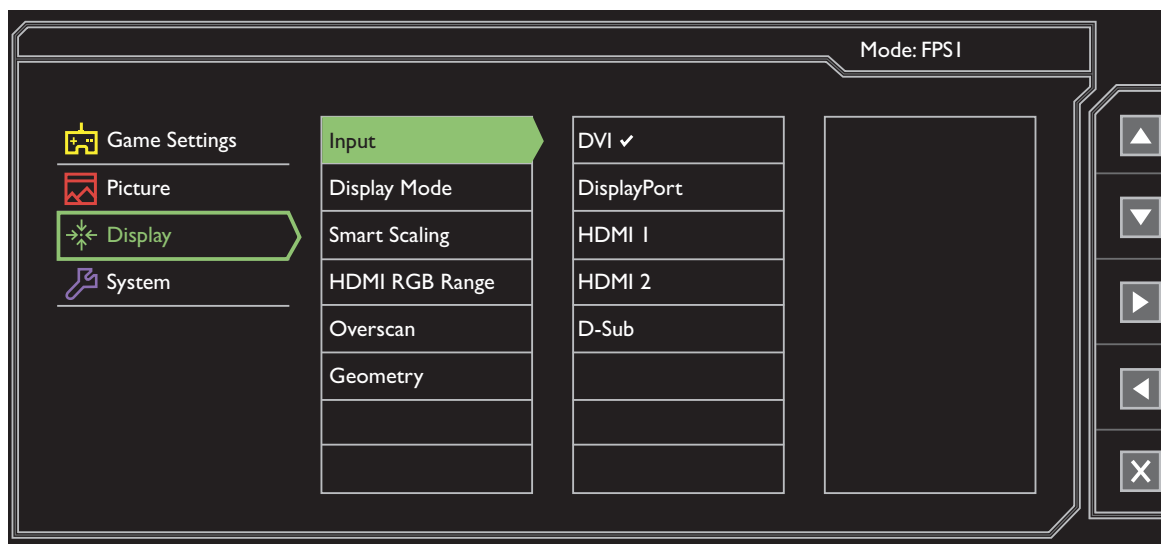 Mode: FPS1
Game Settings
Picture
Display
System
Input
Display Mode
Smart Scaling
HDMI RGB Range
Overscan
Geometry
DVI ✔
DisplayPort
HDMI 1
HDMI 2
D-Sub